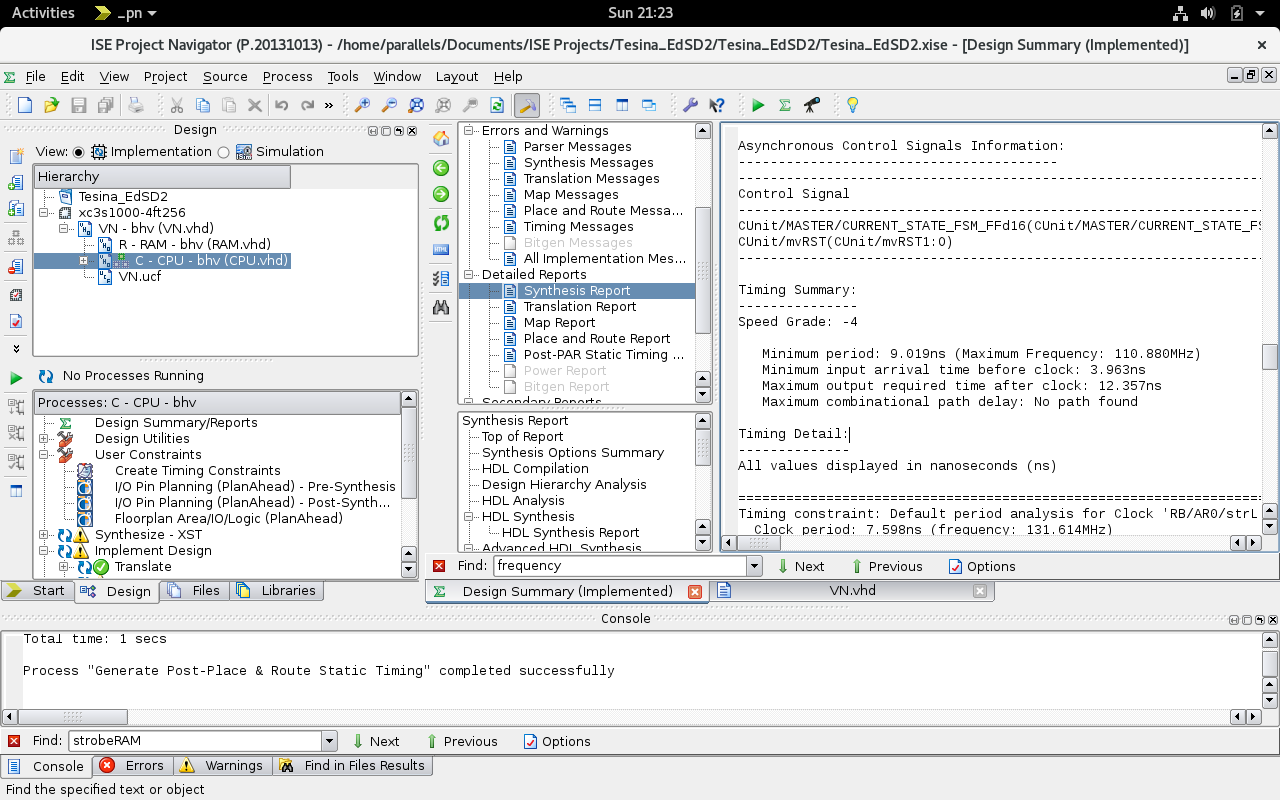 Activities
_pn
Sun 21:23
ISE Project Navigator (P.20131013) - /home/parallels/Documents/ISE Projects/Tesina_EdSD2/Tesina_EdSD2/Tesina_EdSD2.xise - [Design Summary (Implemented)]
File Edit View Project Source Process Tools Window Layout Help
Design
View: Implementation Simulation
Hierarchy
Tesina_EdSD2
xc3s1000-4ft256
VN - bhv (VN.vhd)
R - RAM - bhv (RAM.vhd)
C - CPU - bhv (CPU.vhd)
VN.ucf
No Processes Running
Processes: C - CPU - bhv
Design Summary/Reports
Design Utilities
User Constraints
Create Timing Constraints
I/O Pin Planning (PlanAhead) - Pre-Synthesis
I/O Pin Planning (PlanAhead) - Post-Synth...
Floorplan Area/IO/Logic (PlanAhead)
Synthesize - XST
Implement Design
Translate
Start
Design
Files
Libraries
Errors and Warnings
Parser Messages
Synthesis Messages
Translation Messages
Map Messages
Place and Route Messa...
Timing Messages
Bitgen Messages
All Implementation Mes...
Detailed Reports
Synthesis Report
Translation Report
Map Report
Place and Route Report
Post-PAR Static Timing ...
Power Report
Bitgen Report
Secondary Reports
Synthesis Report
Top of Report
Synthesis Options Summary
HDL Compilation
Design Hierarchy Analysis
HDL Analysis
HDL Synthesis
HDL Synthesis Report
Advanced HDL Synthesis
Asynchronous Control Signals Information:
----------------------------------------
Control Signal
CUnit/MASTER/CURRENT_STATE_FSM_FFd16(CUnit/MASTER/CURRENT_STATE_FS
CUnit/mvRST(CUnit/mvRST1:O)
Timing Summary:
---------------
Speed Grade: -4
Minimum period: 9.019ns (Maximum Frequency: 110.880MHz)
Minimum input arrival time before clock: 3.963ns
Maximum output required time after clock: 12.357ns
Maximum combinational path delay: No path found
Timing Detail:
--------------
All values displayed in nanoseconds (ns)
Timing constraint: Default period analysis for Clock 'RB/AR0/strL
Clock period: 7.598ns (frequency: 131.614MHz)
Find: frequency Next Previous Options
Design Summary (Implemented)
VN.vhd
Console
Total time: 1 secs
Process "Generate Post-Place & Route Static Timing" completed successfully
Find: strobeRAM Next Previous Options
Console
Errors
Warnings
Find in Files Results
Find the specified text or object